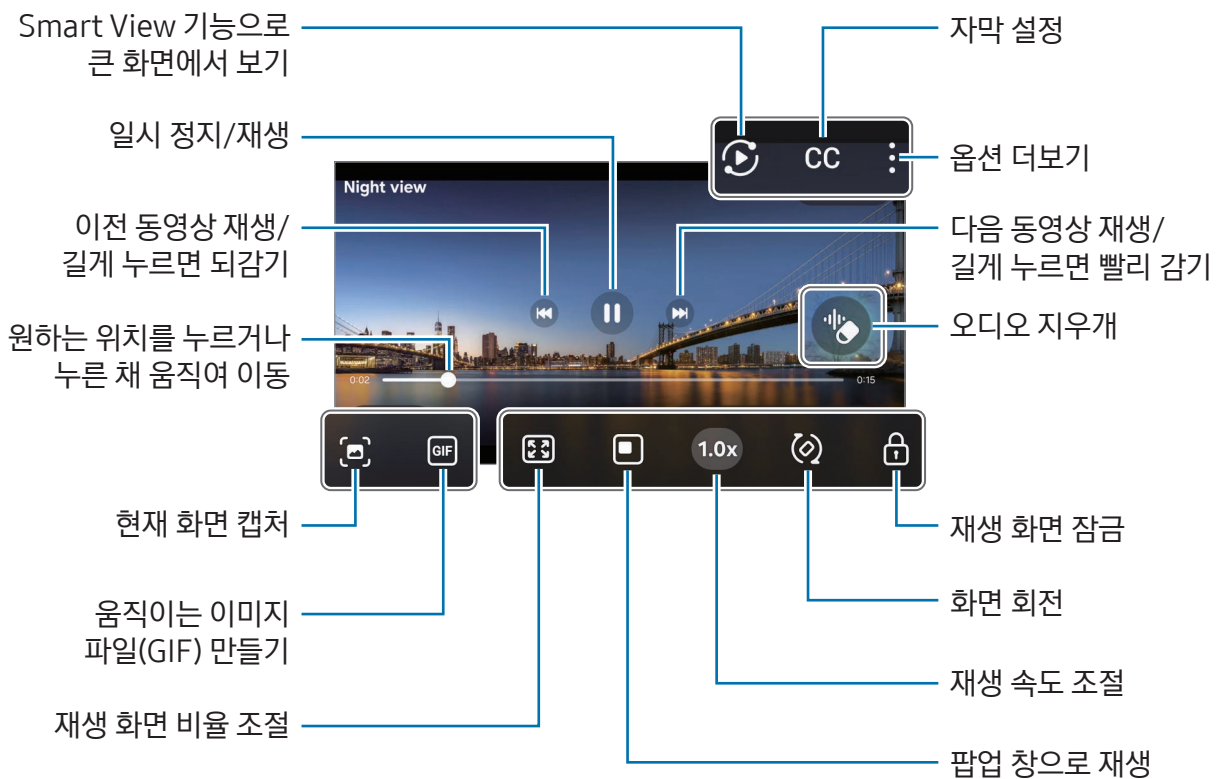 Smart View 기능으로
큰 화면에서 보기
자막 설정
일시 정지/재생
CC
옵션 더보기
Night view
이전 동영상 재생/
길게 누르면 되감기
다음 동영상 재생/
길게 누르면 빨리 감기
원하는 위치를 누르거나
누른 채 움직여 이동
오디오 지우개
0:02
0:15
GIF
1.0x
현재 화면 캡처
재생 화면 잠금
움직이는 이미지
파일(GIF) 만들기
화면 회전
재생 속도 조절
재생 화면 비율 조절
팝업 창으로 재생